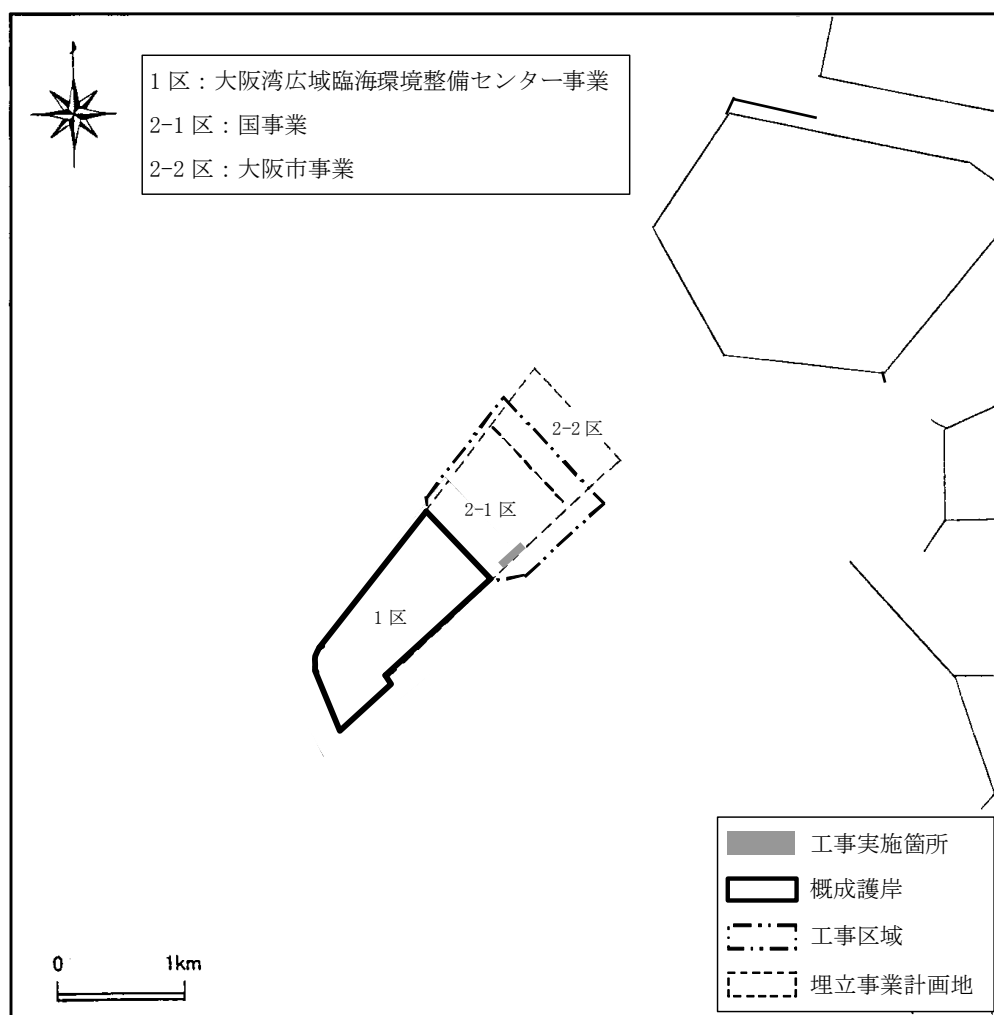 1 区：大阪湾広域臨海環境整備センター事業
2-1 区：国事業
2-2 区：大阪市事業
2-2 区
2-1 区
1 区
工事実施箇所
概成護岸
工事区域
埋立事業計画地
0 1km